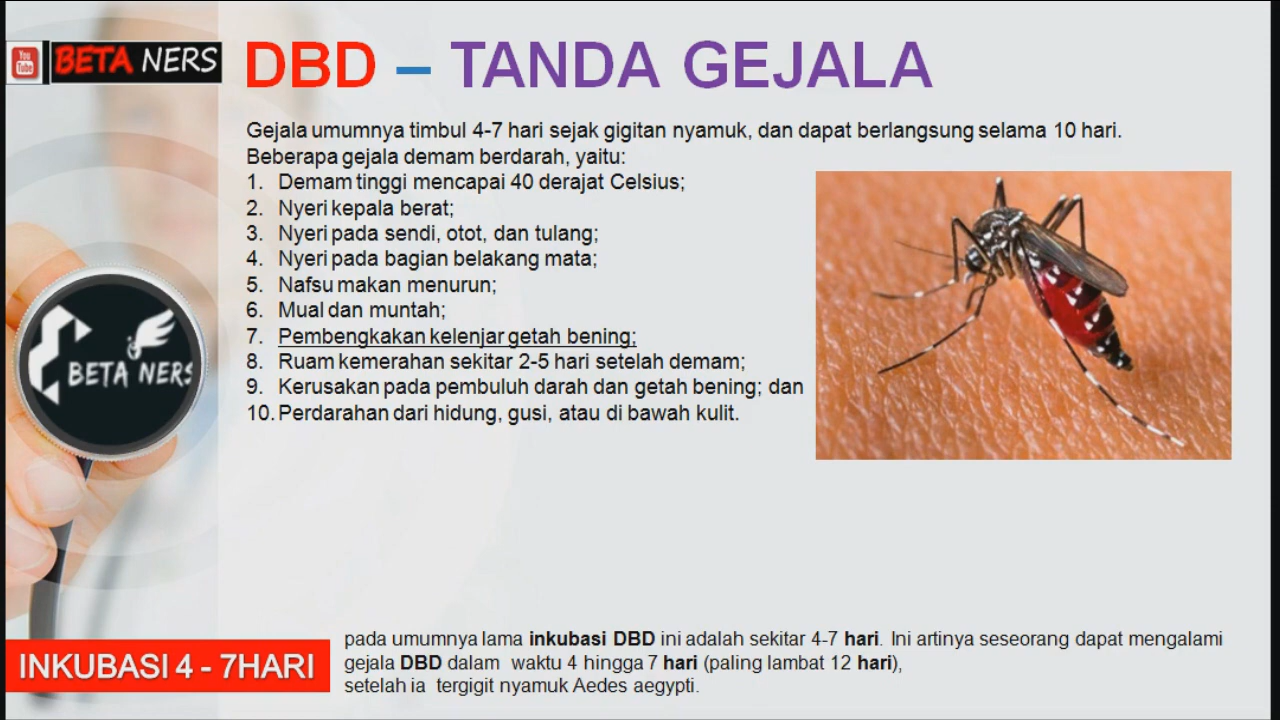 You
Tube
BETA NERS
DBD – TANDA GEJALA
Gejala umumnya timbul 4-7 hari sejak gigitan nyamuk, dan dapat berlangsung selama 10 hari.
Beberapa gejala demam berdarah, yaitu:
1. Demam tinggi mencapai 40 derajat Celsius;
2. Nyeri kepala berat;
3. Nyeri pada sendi, otot, dan tulang;
4. Nyeri pada bagian belakang mata;
5. Nafsu makan menurun;
6. Mual dan muntah;
7. Pembengkakan kelenjar getah bening;
8. Ruam kemerahan sekitar 2-5 hari setelah demam;
9. Kerusakan pada pembuluh darah dan getah bening; dan
10. Perdarahan dari hidung, gusi, atau di bawah kulit.
BETA NERS
INKUBASI 4 - 7HARI
pada umumnya lama inkubasi DBD ini adalah sekitar 4-7 hari. Ini artinya seseorang dapat mengalami
gejala DBD dalam waktu 4 hingga 7 hari (paling lambat 12 hari),
setelah ia tergigit nyamuk Aedes aegypti.